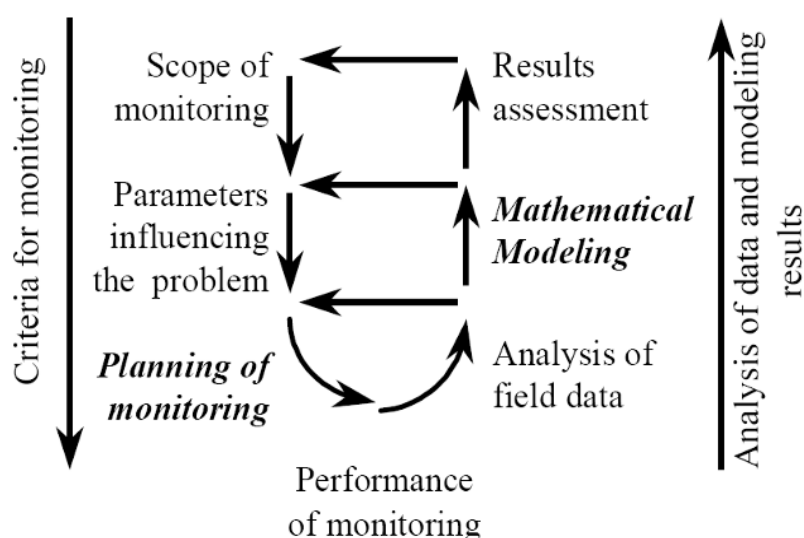 Criteria for monitoring
Scope of
monitoring
Parameters
influencing
the problem
Planning of
monitoring
Performance
of monitoring
Analysis of
field data
Mathematical
Modeling
Results
assessment
Analysis of data and modeling
results